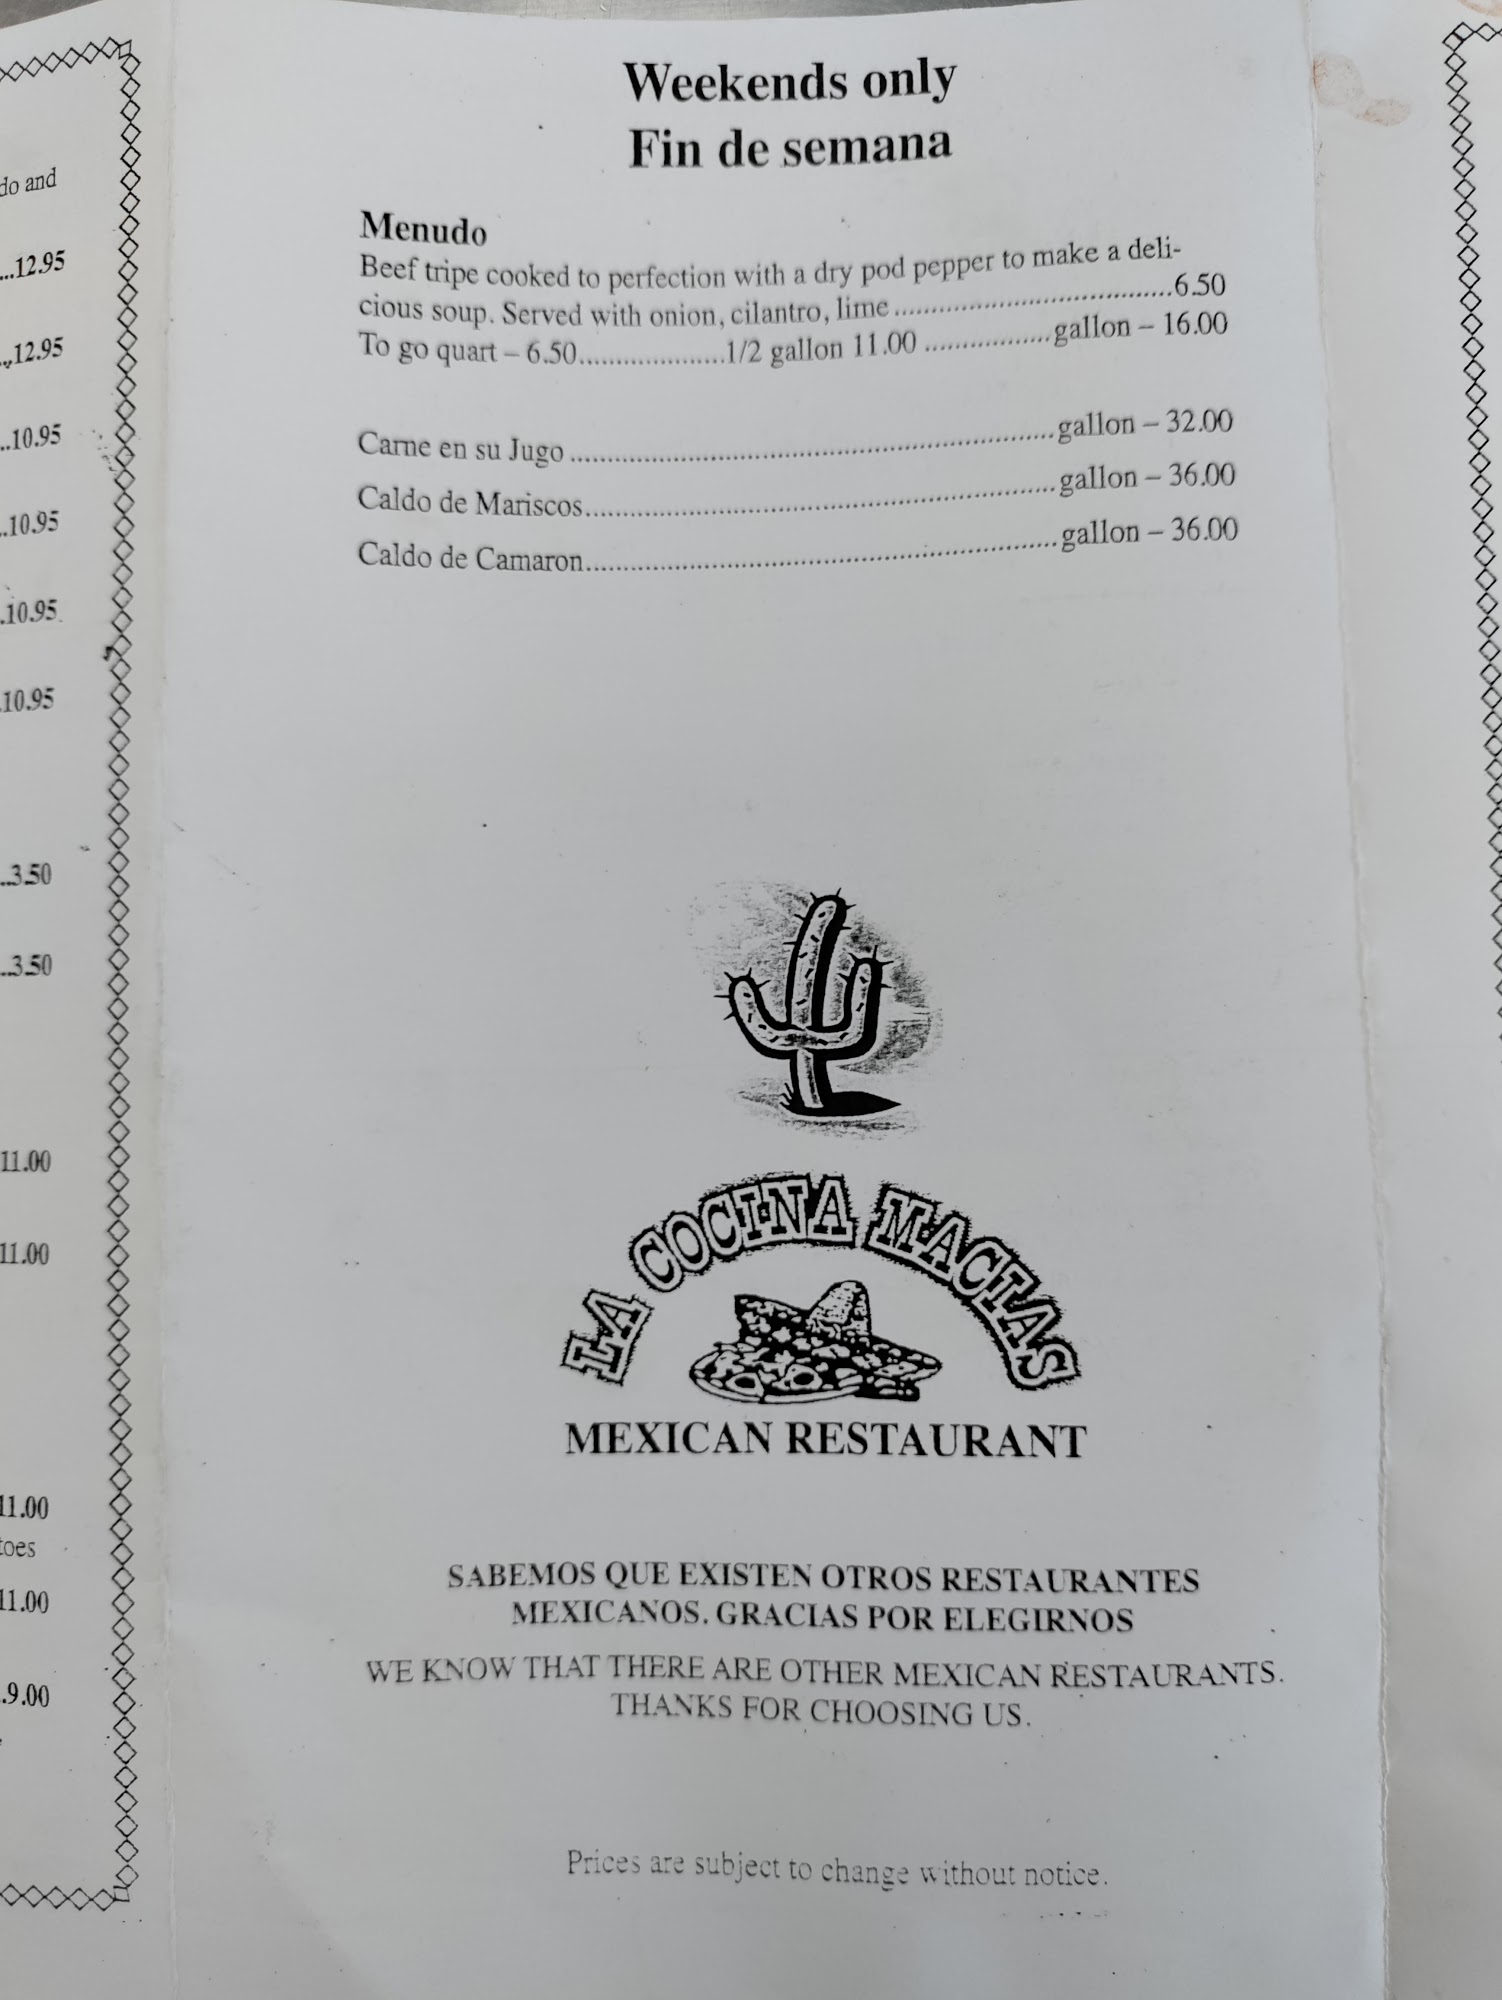 do and
...12.95
...12.95
...10.95
...10.95
..10.95
.10.95
...3.50
...3.50
11.00
11.00
11.00
toes
11.00
..9.00
Weekends only
Fin de semana
Menudo
Beef tripe cooked to perfection with a dry pod pepper to make a deli-
cious soup. Served with onion, cilantro, lime.....................................6.50
To go quart – 6.50....................1/2 gallon 11.00 .................gallon – 16.00
Carne en su Jugo.................................................................gallon – 32.00
Caldo de Mariscos...............................................................gallon – 36.00
Caldo de Camaron...............................................................gallon – 36.00
LA COCINA MACIAS
MEXICAN RESTAURANT
SABEMOS QUE EXISTEN OTROS RESTAURANTES
MEXICANOS. GRACIAS POR ELEGIRNOS
WE KNOW THAT THERE ARE OTHER MEXICAN RESTAURANTS.
THANKS FOR CHOOSING US.
Prices are subject to change without notice.